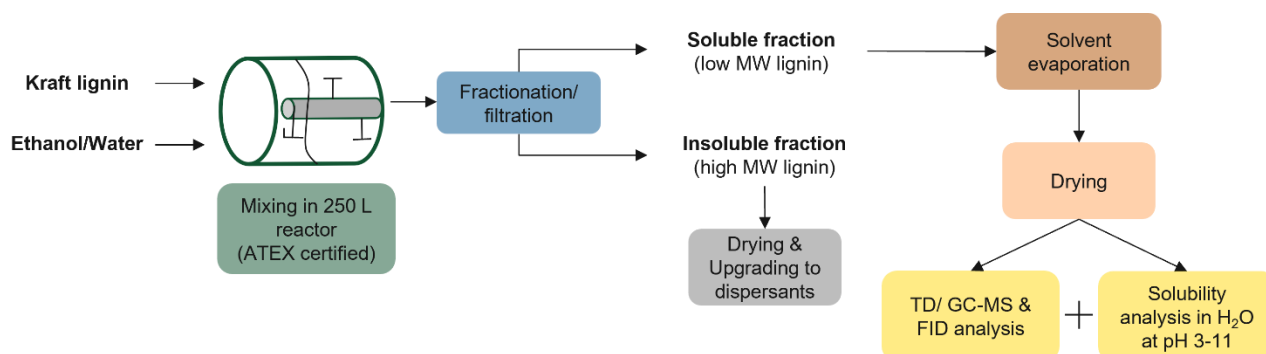 Kraft lignin
Ethanol/Water
Mixing in 250 L
reactor
(ATEX certified)
Fractionation/
filtration
Soluble fraction
(low MW lignin)
Insoluble fraction
(high MW lignin)
Drying &
Upgrading to
dispersants
Solvent
evaporation
Drying
TD/ GC-MS &
FID analysis
+
Solubility
analysis in H₂O
at pH 3-11